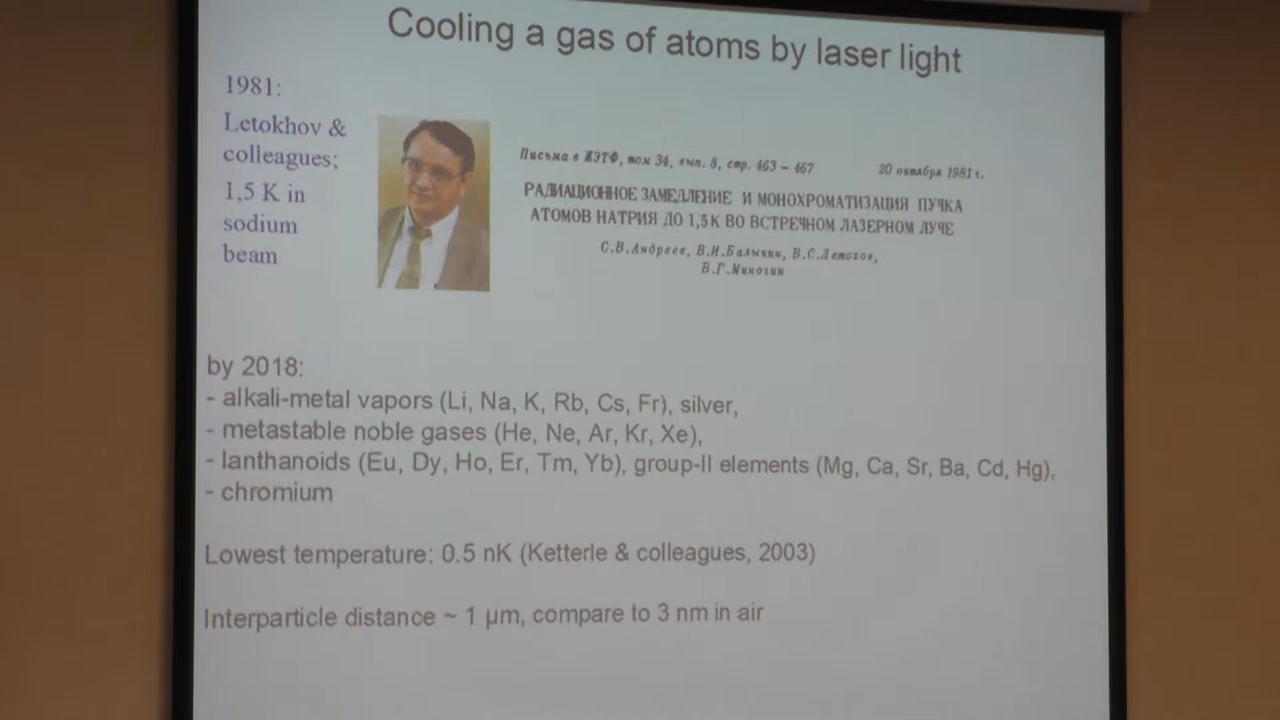 Cooling a gas of atoms by laser light
1981:
Letokhov &
colleagues;
1,5 K in
sodium
beam
Письма в ЖЭТФ, том 34, вып. 8, стр. 463 – 467
20 октября 1981 г.
РАДИАЦИОННОЕ ЗАМЕДЛЕНИЕ И МОНОХРОМАТИЗАЦИЯ ПУЧКА
АТОМОВ НАТРИЯ ДО 1,5 К ВО ВСТРЕЧНОМ ЛАЗЕРНОМ ЛУЧЕ
С.В.Андреев, В.И.Балыкин, В.С.Летохов,
В.Г.Миногин
by 2018:
- alkali-metal vapors (Li, Na, K, Rb, Cs, Fr), silver,
- metastable noble gases (He, Ne, Ar, Kr, Xe),
- lanthanoids (Eu, Dy, Ho, Er, Tm, Yb), group-II elements (Mg, Ca, Sr, Ba, Cd, Hg),
- chromium
Lowest temperature: 0.5 nK (Ketterle & colleagues, 2003)
Interparticle distance ~ 1 μm, compare to 3 nm in air